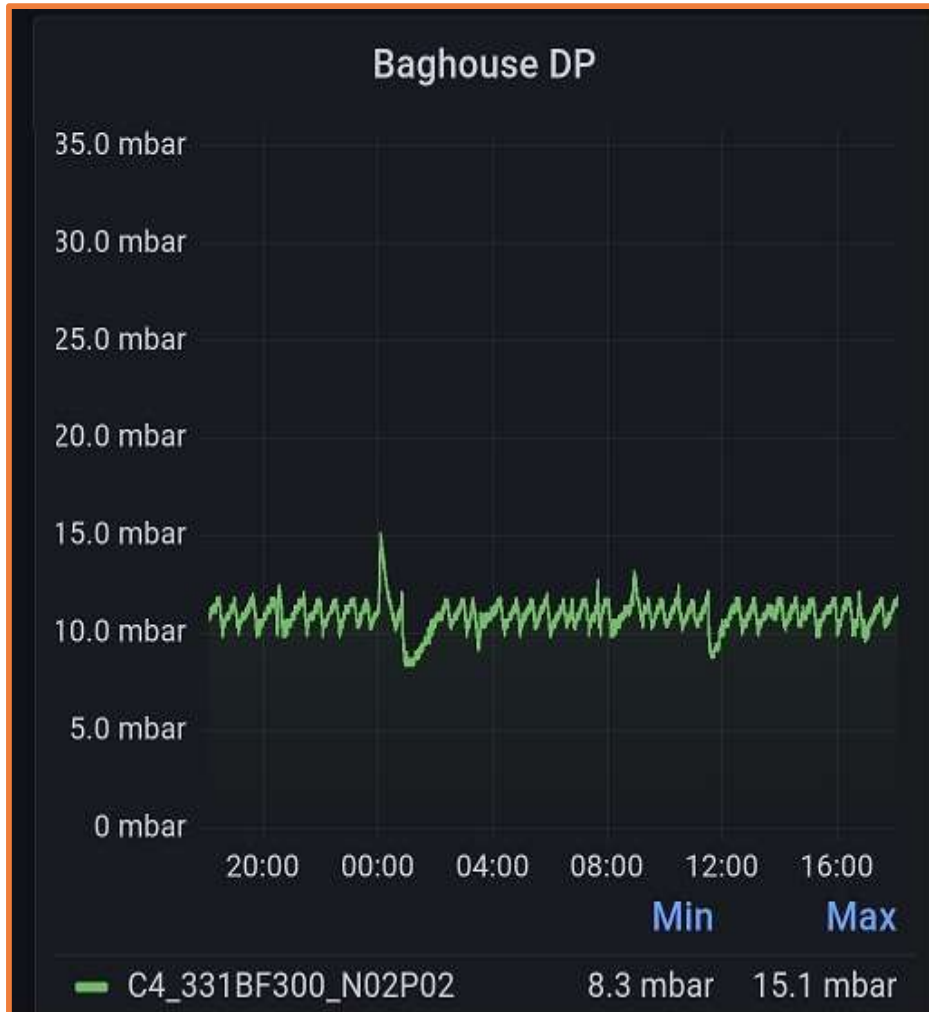 Baghouse DP
35.0 mbar
30.0 mbar
25.0 mbar
20.0 mbar
15.0 mbar
10.0 mbar
5.0 mbar
0 mbar
20:00 00:00 04:00 08:00 12:00 16:00
Min Max
C4_331BF300_N02P02 8.3 mbar 15.1 mbar